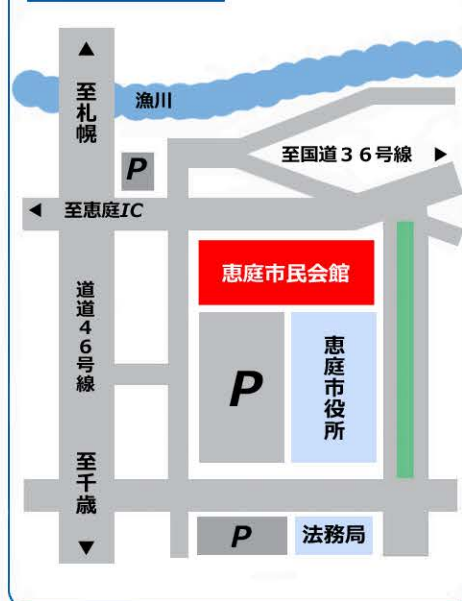 ▲
至札幌
漁川
至国道３６号線 ▶
P
◀ 至恵庭IC
恵庭市民会館
道道４６号線
P
恵庭市役所
至千歳
▼
P
法務局